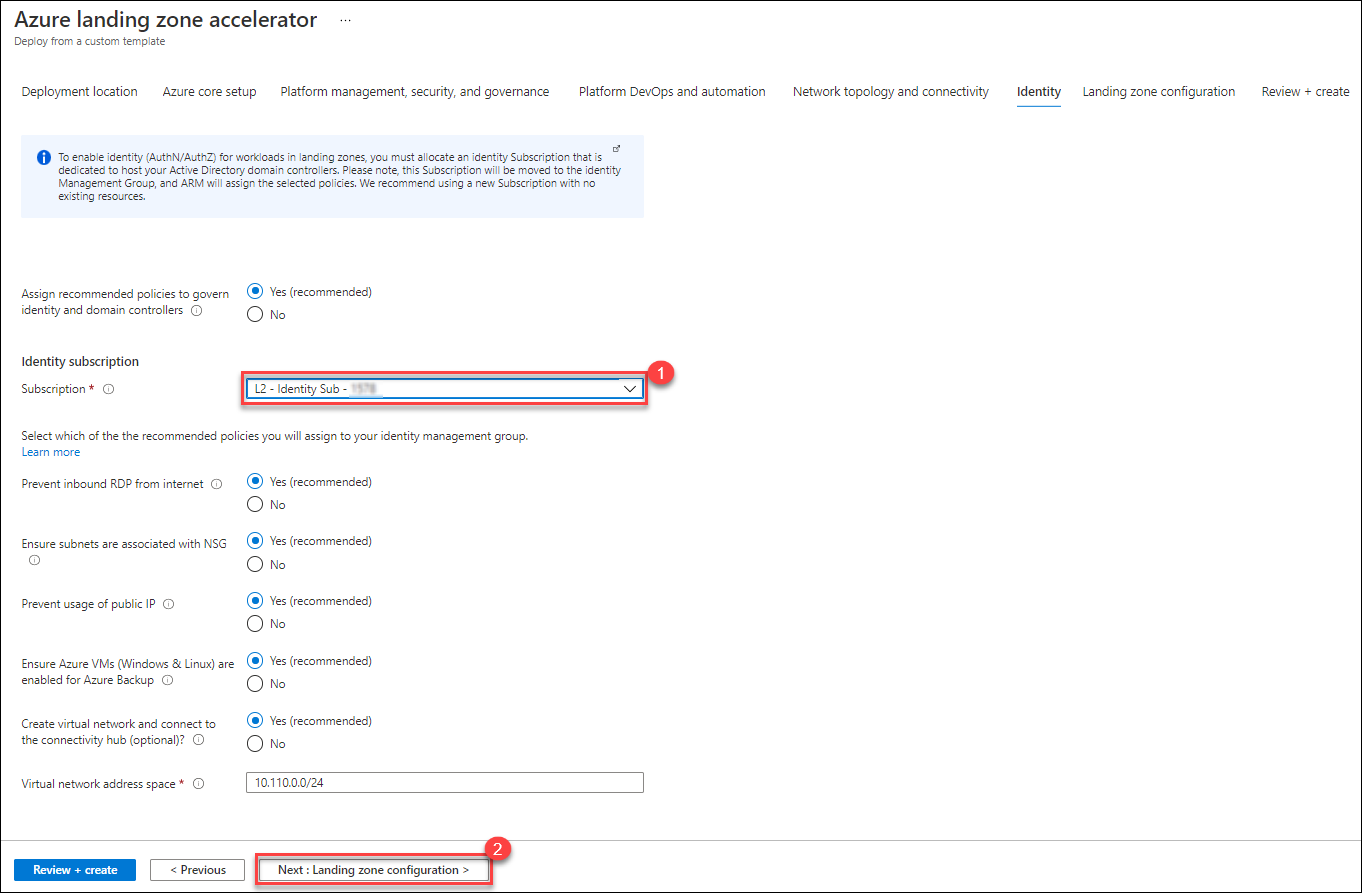 Azure landing zone accelerator ...
Deploy from a custom template
Deployment location Azure core setup Platform management, security, and governance Platform DevOps and automation Network topology and connectivity Identity Landing zone configuration Review + create
To enable identity (AuthN/AuthZ) for workloads in landing zones, you must allocate an identity Subscription that is
dedicated to host your Active Directory domain controllers. Please note, this Subscription will be moved to the identity
Management Group, and ARM will assign the selected policies. We recommend using a new Subscription with no
existing resources.
Assign recommended policies to govern
identity and domain controllers
Yes (recommended)
No
Identity subscription
Subscription *
L2 - Identity Sub -
1
Select which of the the recommended policies you will assign to your identity management group.
Learn more
Prevent inbound RDP from internet
Yes (recommended)
No
Ensure subnets are associated with NSG
Yes (recommended)
No
Prevent usage of public IP
Yes (recommended)
No
Ensure Azure VMs (Windows & Linux) are
enabled for Azure Backup
Yes (recommended)
No
Create virtual network and connect to
the connectivity hub (optional)?
Yes (recommended)
No
Virtual network address space *
10.110.0.0/24
2
Review + create < Previous Next : Landing zone configuration >